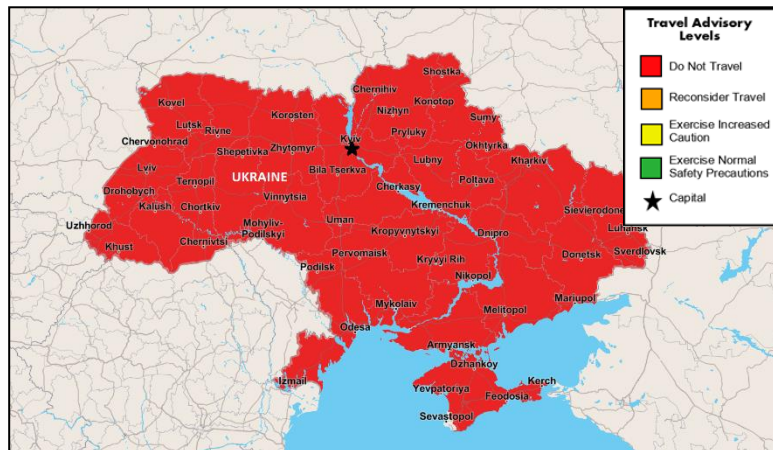 Travel Advisory
Levels
Do Not Travel
Reconsider Travel
Exercise Increased
Caution
Exercise Normal
Safety Precautions
Capital
Shostka
Chernihiv
Kovel
Konotop
Nizhyn
Korosten
Sumy
Lutsk
Rivne
Kyiv
Pryluky
Chervonohrad
Okhtyrka
Shepetivka
Zhytomyr
Lubny
Kharkiv
Lviv
Bila Tserkva
Ternopil
UKRAINE
Poltava
Drohobych
Cherkasy
Kalush
Chortkiv
Vinnytsia
Kremenchuk
Sievierodone
Uzhhorod
Mohyliv-
Podilskyi
Uman
Luhansk
Khust
Chernivtsi
Kropyvnytskyi
Dnipro
Pervomaisk
Donetsk
Sverdlovsk
Podilsk
Kryvyi Rih
Nikopol
Mariupol
Mykolaiv
Melitopol
Odesa
Armyansk
Dzhankoy
Izmail
Kerch
Yevpatoriya
Feodosia
Sevastopol